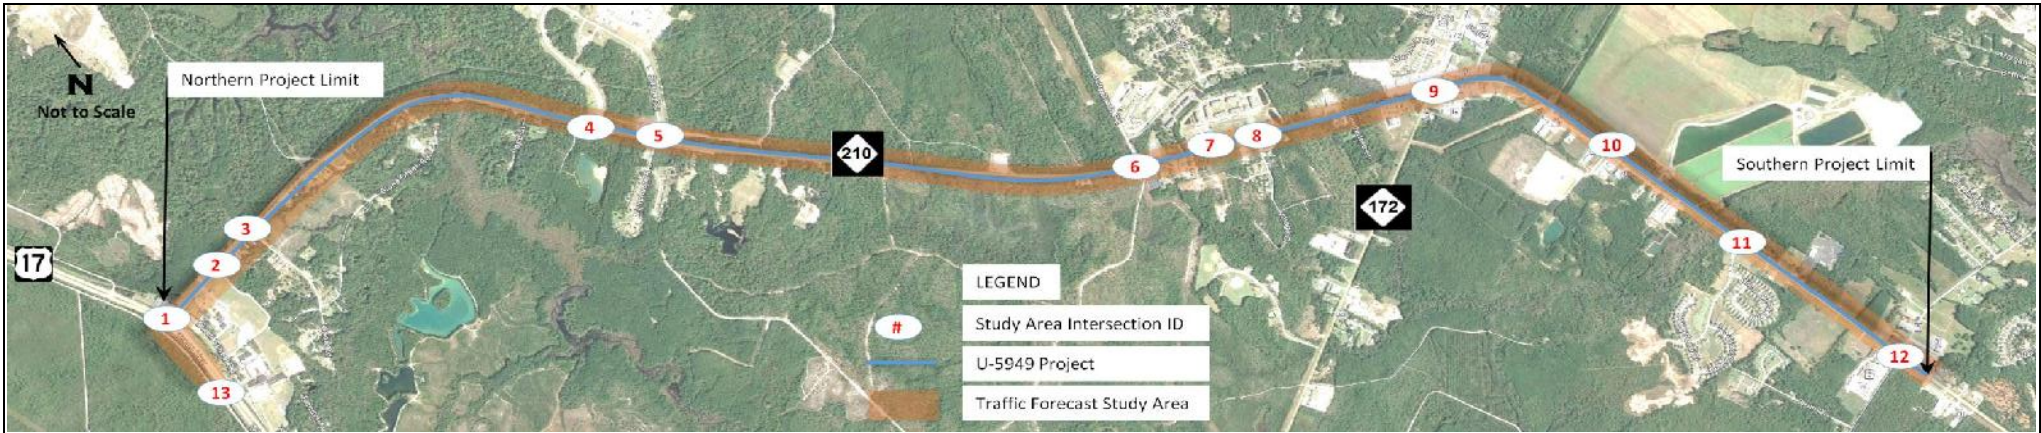 N
Not to Scale
Northern Project Limit
4
5
6
7
8
9
10
210
Southern Project Limit
172
3
2
1
17
13
11
12
LEGEND
# Study Area Intersection ID
U-5949 Project
Traffic Forecast Study Area